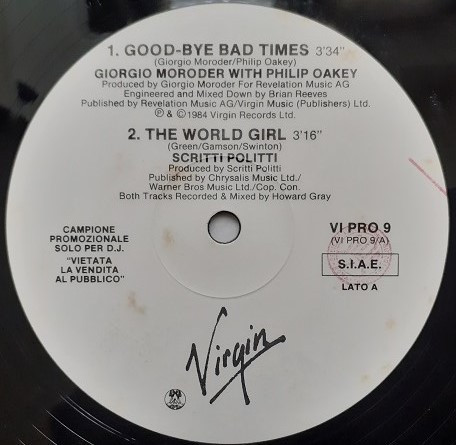 1. GOOD-BYE BAD TIMES 3'34"
(Giorgio Moroder/Philip Oakey)
GIORGIO MORODER WITH PHILIP OAKEY
Produced by Giorgio Moroder For Revelation Music AG
Engineered and Mixed Down by Brian Reeves
Published by Revelation Music AG/Virgin Music (Publishers) Ltd.
℗ & © 1984 Virgin Records Ltd.
2. THE WORLD GIRL 3'16"
(Green/Gamson/Swinton)
SCRITTI POLITTI
Produced by Scritti Politti
Published by Chrysalis Music Ltd./
Warner Bros Music Ltd./Cop. Con.
Both Tracks Recorded & Mixed by Howard Gray
CAMPIONE
PROMOZIONALE
SOLO PER D.J.
"VIETATA
LA VENDITA
AL PUBBLICO"
VI PRO 9
(VI PRO 9/A)
S.I.A.E.
LATO A
Virgin